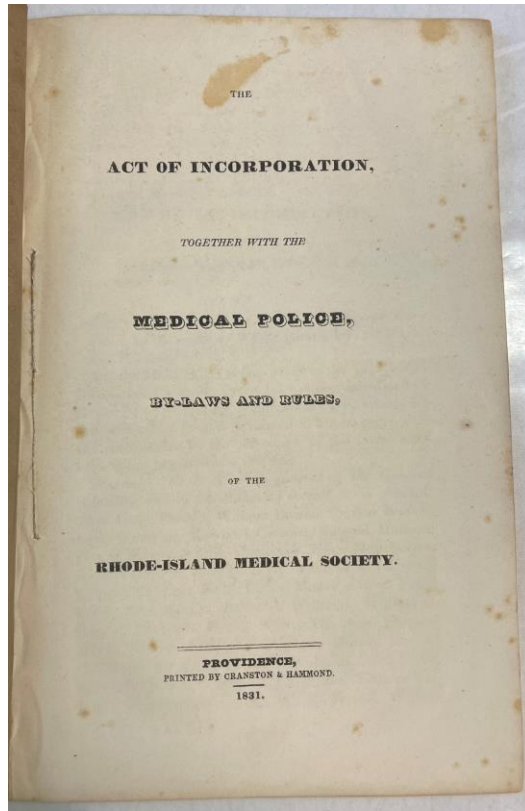 THE
ACT OF INCORPORATION,
TOGETHER WITH THE
MEDICAL POLICE,
BY-LAWS AND RULES,
OF THE
RHODE-ISLAND MEDICAL SOCIETY.
PROVIDENCE,
PRINTED BY CRANSTON & HAMMOND.
1831.